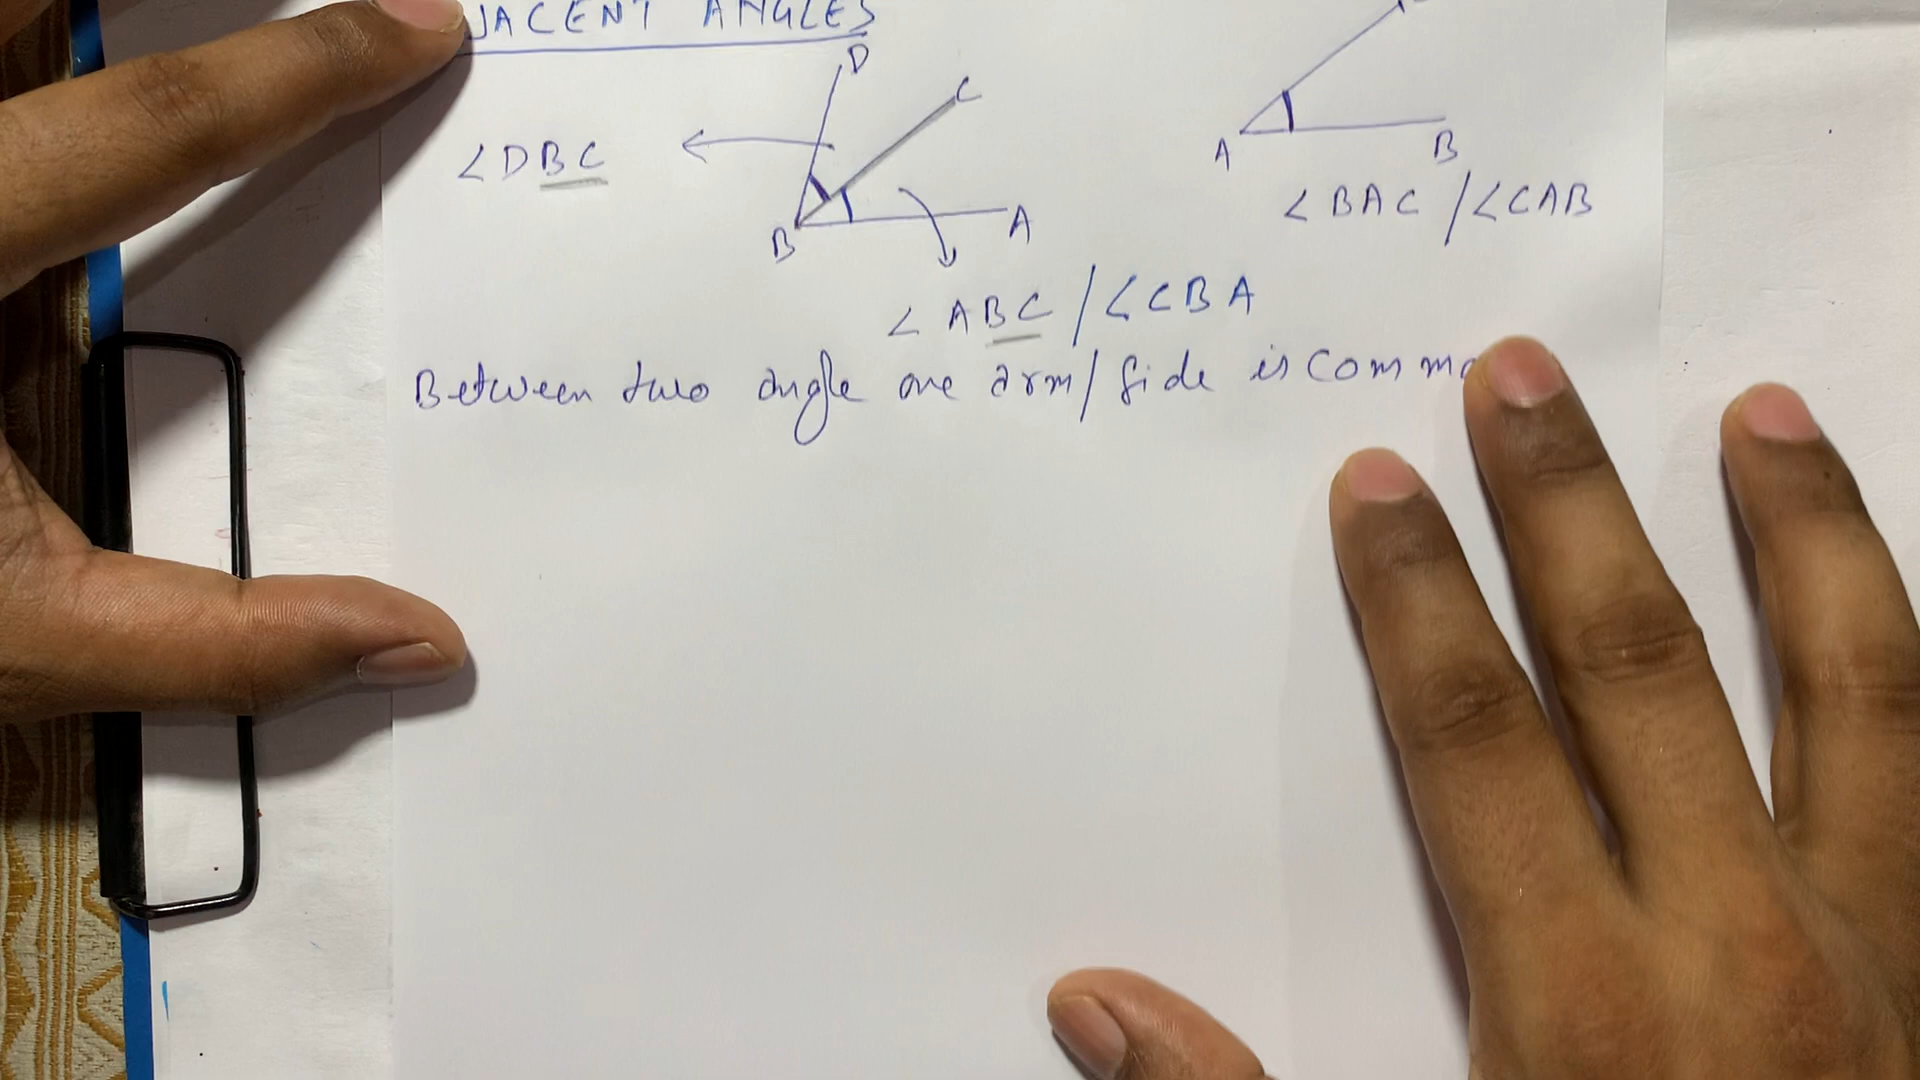 JACENT ANGLES
D
C
∠DBC
A B
B A
∠BAC / ∠CAB
∠ABC / ∠CBA
Between two angle one arm/side is comm